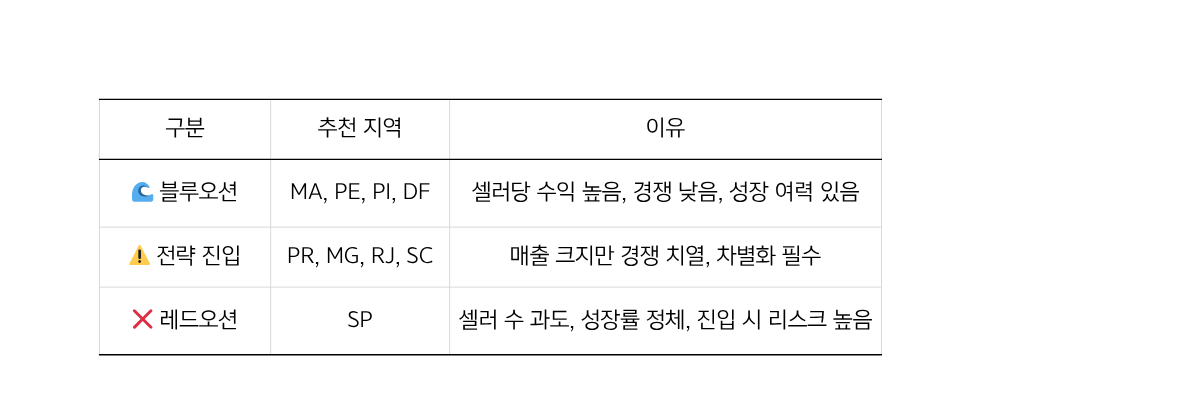 구분 추천 지역 이유
🌊 블루오션 MA, PE, PI, DF 셀러당 수익 높음, 경쟁 낮음, 성장 여력 있음
⚠️ 전략 진입 PR, MG, RJ, SC 매출 크지만 경쟁 치열, 차별화 필수
❌ 레드오션 SP 셀러 수 과도, 성장률 정체, 진입 시 리스크 높음